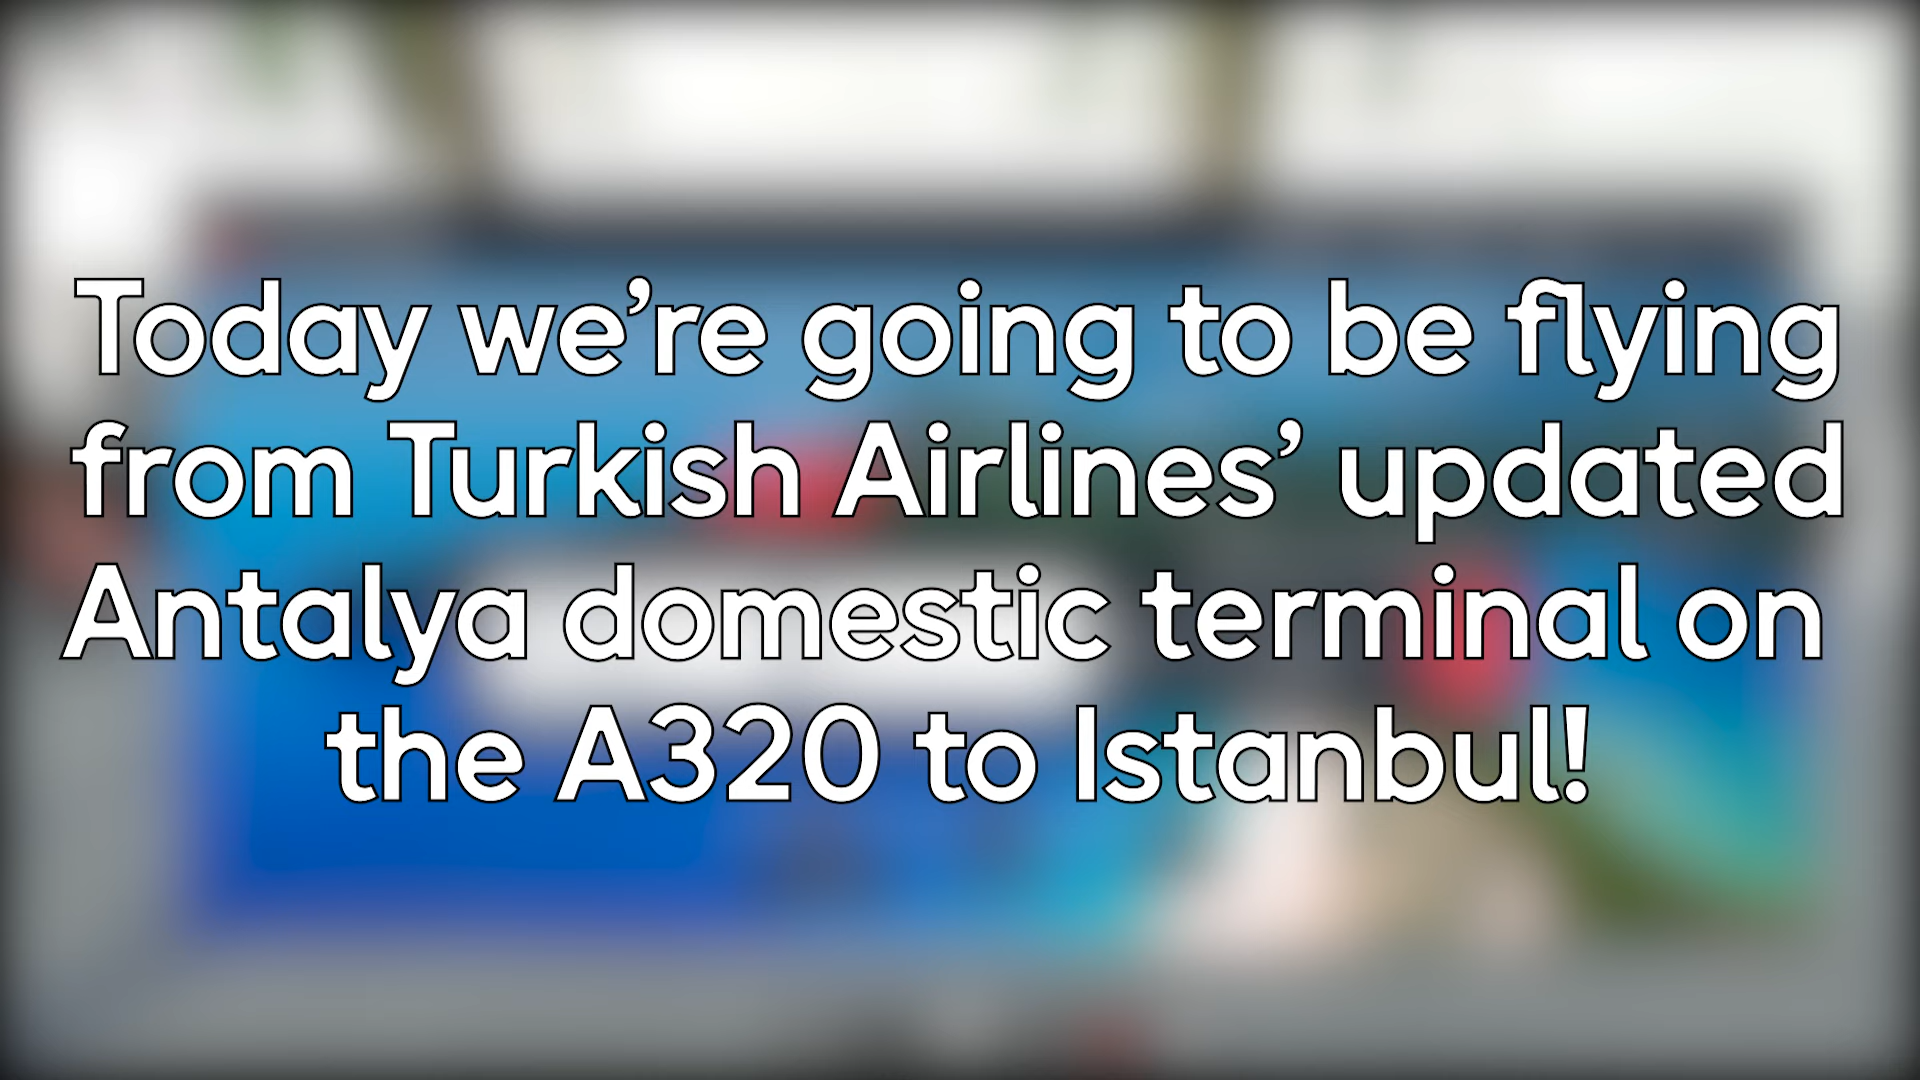 Today we’re going to be flying
from Turkish Airlines’ updated
Antalya domestic terminal on
the A320 to Istanbul!